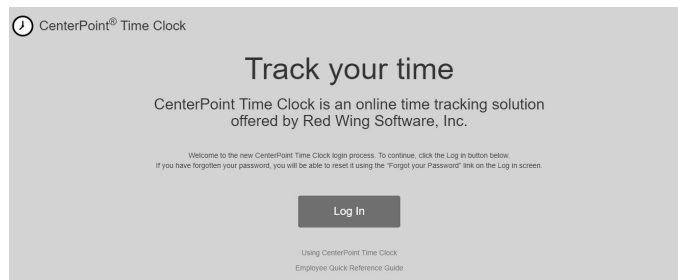 CenterPoint® Time Clock
Track your time
CenterPoint Time Clock is an online time tracking solution
offered by Red Wing Software, Inc.
Welcome to the new CenterPoint Time Clock login process. To continue, click the Log in button below.
If you have forgotten your password, you will be able to reset it using the "Forgot your Password" link on the Log in screen.
Log In
Using CenterPoint Time Clock
Employee Quick Reference Guide